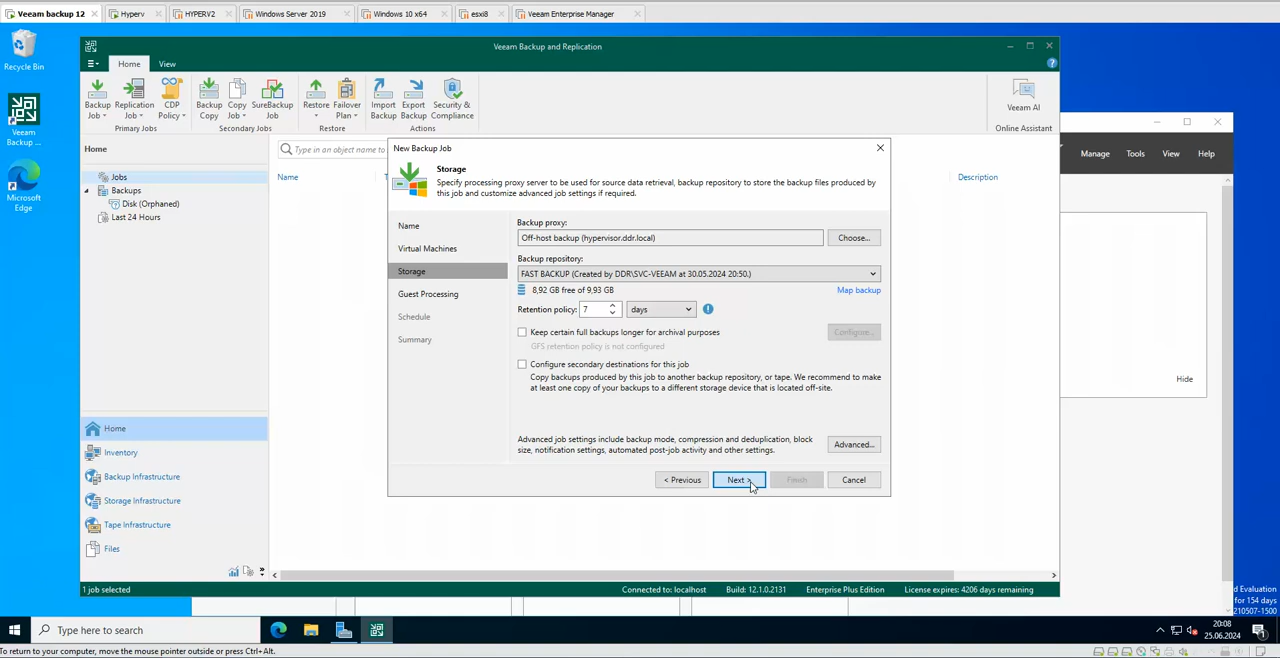 Veeam backup 12
Hyperv
HYPERV2
Windows Server 2019
Windows 10 x64
esxi8
Veeam Enterprise Manager
Recycle Bin
Veeam
Backup ...
Microsoft
Edge
Veeam Backup and Replication
Home
View
Backup
Job
Replication
Job
CDP
Policy
Primary Jobs
Backup
Copy
Copy
Job
SureBackup
Job
Secondary Jobs
Restore
Failover
Plan
Restore
Import
Backup
Export
Backup
Security &
Compliance
Actions
Veeam AI
Online Assistant
Manage
Tools
View
Help
Hide
Home
Jobs
Backups
Disk (Orphaned)
Last 24 Hours
Type in an object name to
Name
Description
New Backup Job
Storage
Specify processing proxy server to be used for source data retrieval, backup repository to store the backup files produced by
this job and customize advanced job settings if required.
Name
Virtual Machines
Storage
Guest Processing
Schedule
Summary
Backup proxy:
Off-host backup (hypervisor.ddr.local)
Choose...
Backup repository:
FAST BACKUP (Created by DDR\SVC-VEEAM at 30.05.2024 20:50.)
8,92 GB free of 9,93 GB
Map backup
Retention policy:
7
days
Keep certain full backups longer for archival purposes
Configure...
GFS retention policy is not configured
Configure secondary destinations for this job
Copy backups produced by this job to another backup repository, or tape. We recommend to make
at least one copy of your backups to a different storage device that is located off-site.
Advanced job settings include backup mode, compression and deduplication, block
size, notification settings, automated post-job activity and other settings.
Advanced...
< Previous
Next >
Finish
Cancel
Home
Inventory
Backup Infrastructure
Storage Infrastructure
Tape Infrastructure
Files
1 job selected
Connected to: localhost
Build: 12.1.0.2131
Enterprise Plus Edition
License expires: 4206 days remaining
d Evaluation
for 154 days
210507-1500
Type here to search
20:08
25.06.2024
To return to your computer, move the mouse pointer outside or press Ctrl+Alt.